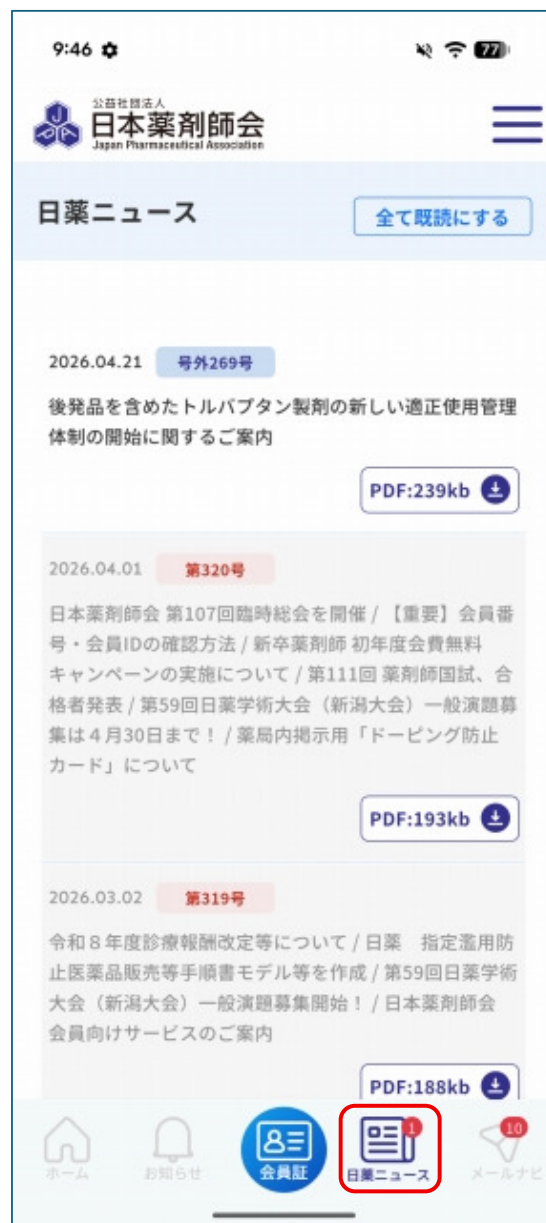 9:46
77
公益社団法人
日本薬剤師会
Japan Pharmaceutical Association
日薬ニュース
全て既読にする
2026.04.21 号外269号
後発品を含めたトルバプタン製剤の新しい適正使用管理
体制の開始に関するご案内
PDF:239kb
2026.04.01 第320号
日本薬剤師会 第107回臨時総会を開催 / 【重要】会員番
号・会員IDの確認方法 / 新卒薬剤師 初年度会費無料
キャンペーンの実施について / 第111回 薬剤師国試、合
格者発表 / 第59回日薬学術大会（新潟大会）一般演題募
集は４月30日まで！ / 薬局内掲示用「ドーピング防止
カード」について
PDF:193kb
2026.03.02 第319号
令和８年度診療報酬改定等について / 日薬　指定濫用防
止医薬品販売等手順書モデル等を作成 / 第59回日薬学術
大会（新潟大会）一般演題募集開始！ / 日本薬剤師会
会員向けサービスのご案内
PDF:188kb
1
10
ホーム
お知らせ
会員証
日薬ニュース
メールナビ